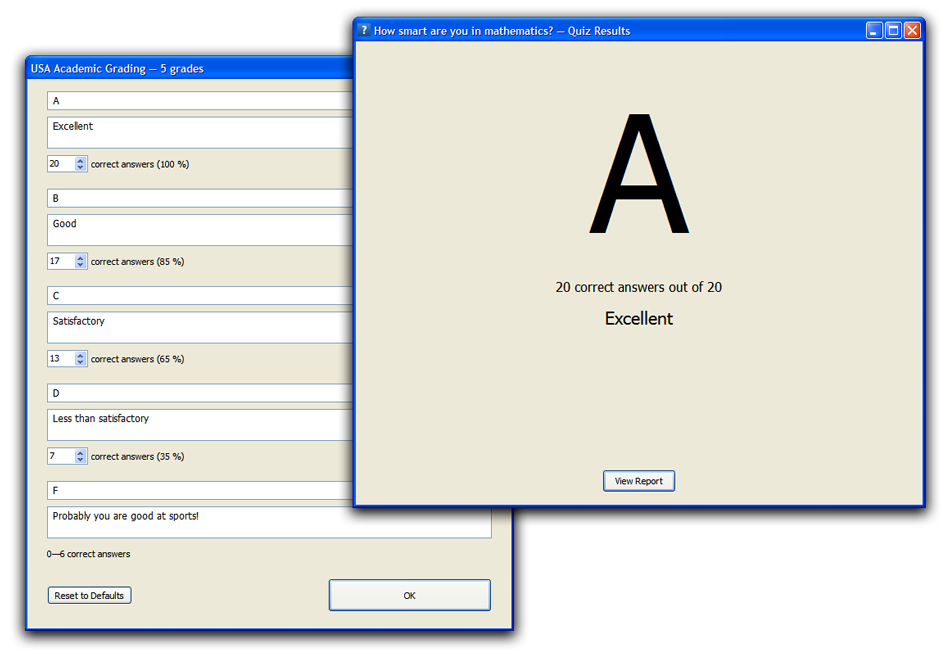 USA Academic Grading — 5 grades
A
Excellent
20 correct answers (100 %)
B
Good
17 correct answers (85 %)
C
Satisfactory
13 correct answers (65 %)
D
Less than satisfactory
7 correct answers (35 %)
F
Probably you are good at sports!
0—6 correct answers
Reset to Defaults
OK
? How smart are you in mathematics? — Quiz Results
A
20 correct answers out of 20
Excellent
View Report